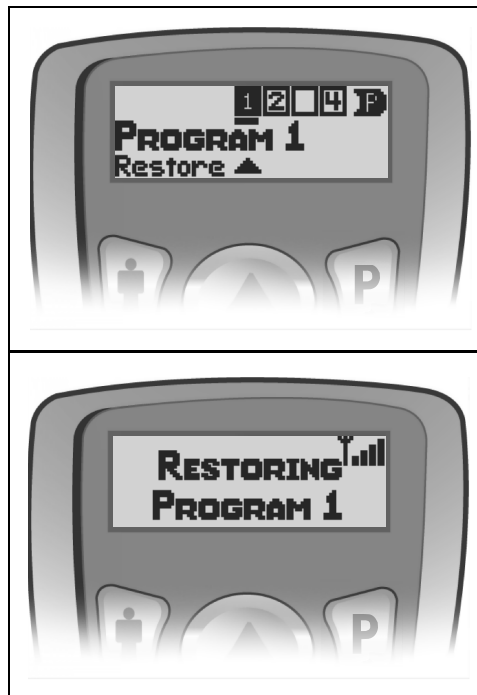 1 2 4 P
PROGRAM 1
Restore
P
RESTORING
PROGRAM 1
P